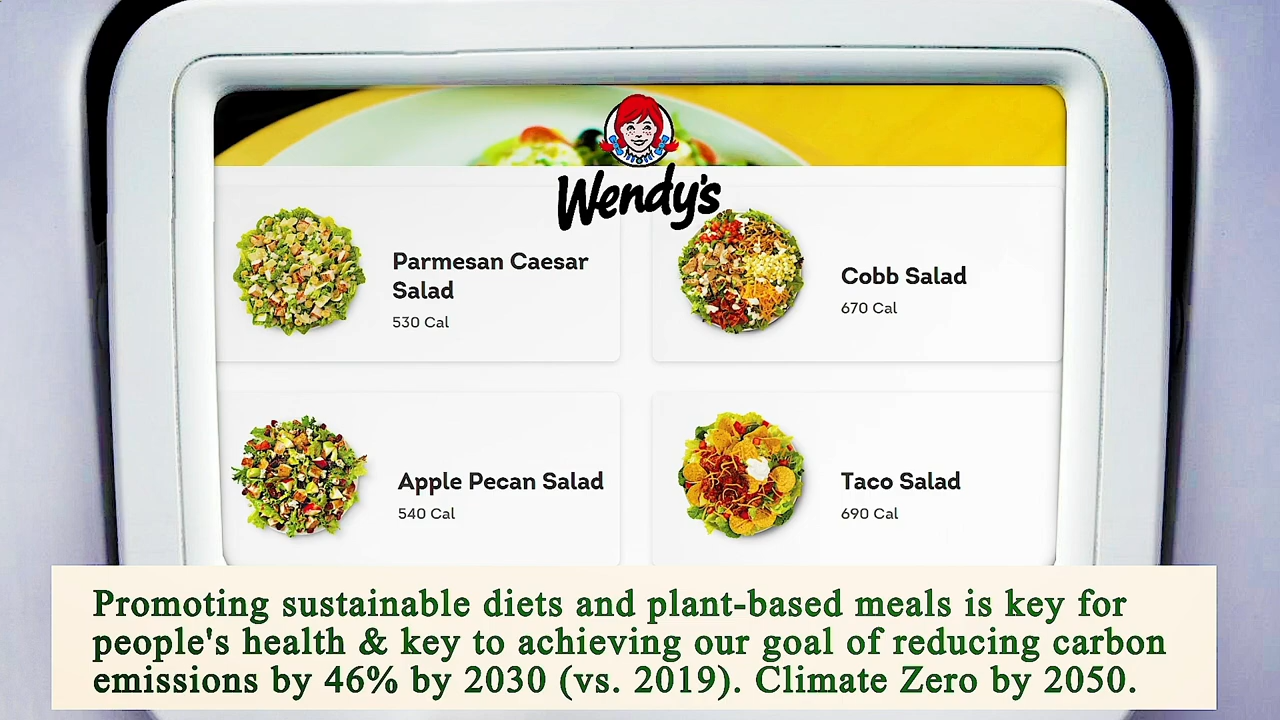 Wendy's
Parmesan Caesar
Salad
530 Cal
Cobb Salad
670 Cal
Apple Pecan Salad
540 Cal
Taco Salad
690 Cal
Promoting sustainable diets and plant-based meals is key for
people's health & key to achieving our goal of reducing carbon
emissions by 46% by 2030 (vs. 2019). Climate Zero by 2050.